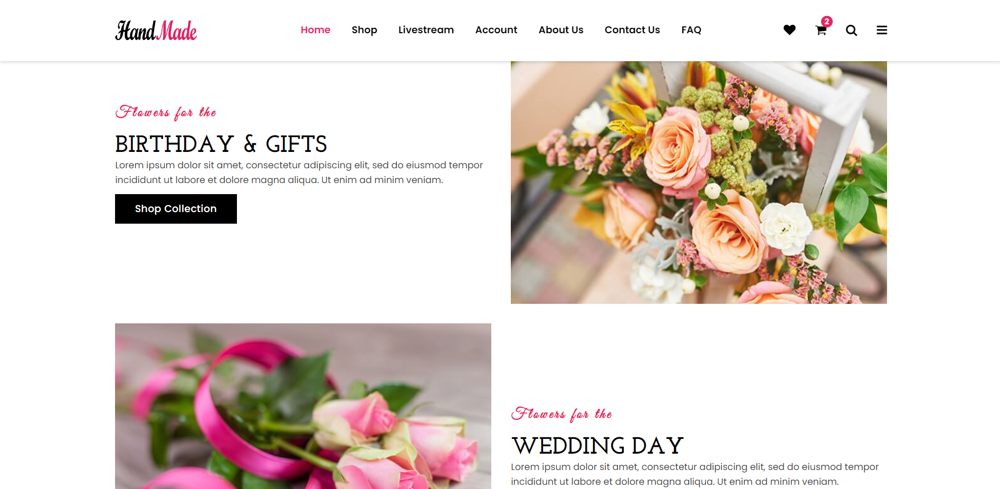 HandMade
Home Shop Livestream Account About Us Contact Us FAQ
2
Flowers for the
BIRTHDAY & GIFTS
Lorem ipsum dolor sit amet, consectetur adipiscing elit, sed do eiusmod tempor
incididunt ut labore et dolore magna aliqua. Ut enim ad minim veniam.
Shop Collection
Flowers for the
WEDDING DAY
Lorem ipsum dolor sit amet, consectetur adipiscing elit, sed do eiusmod tempor
incididunt ut labore et dolore magna aliqua. Ut enim ad minim veniam.